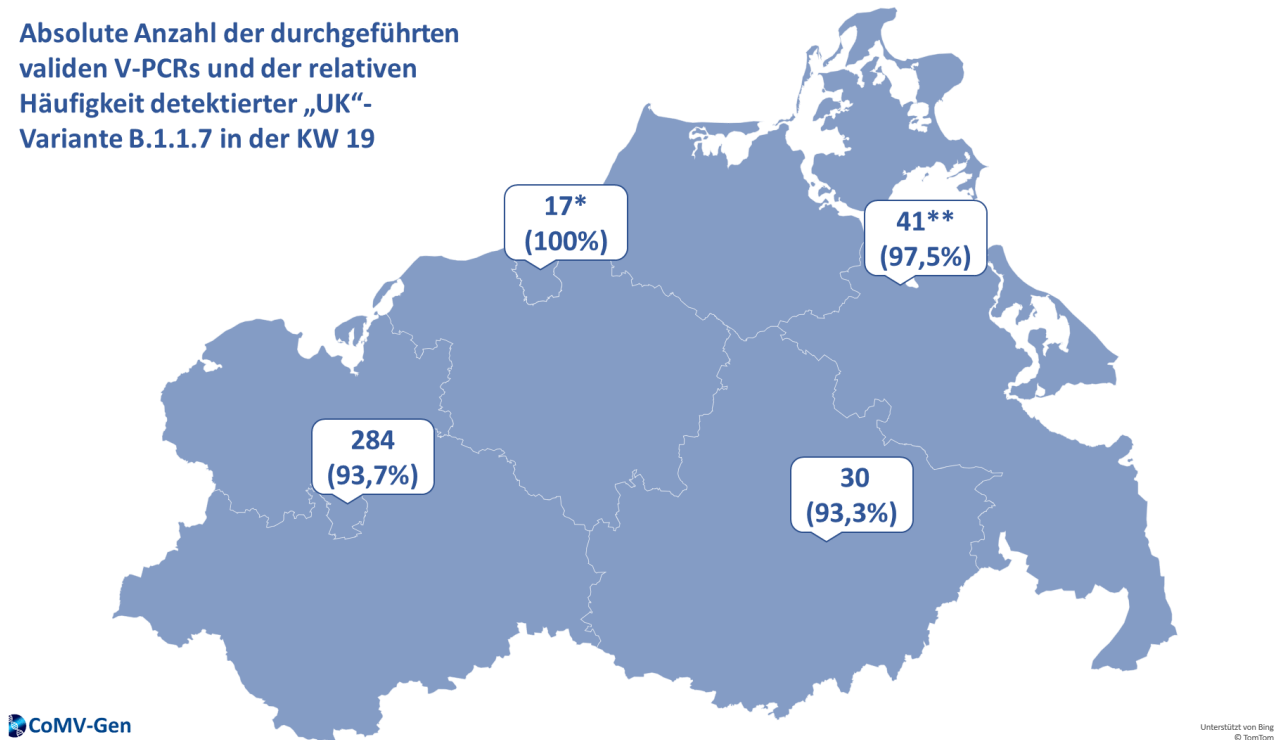 Absolute Anzahl der durchgeführten
validen V-PCRs und der relativen
Häufigkeit detektierter „UK“-
Variante B.1.1.7 in der KW 19
17*
(100%)
41**
(97,5%)
284
(93,7%)
30
(93,3%)
CoMV-Gen
Unterstützt von Bing
© TomTom